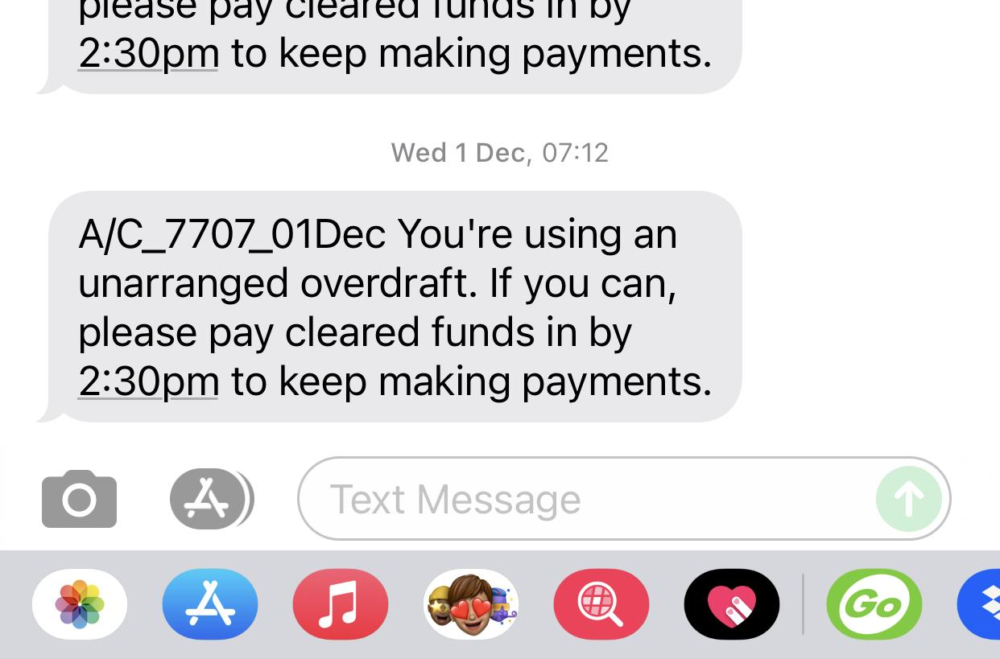 please pay cleared funds in by
2:30pm to keep making payments.
Wed 1 Dec, 07:12
A/C_7707_01Dec You're using an
unarranged overdraft. If you can,
please pay cleared funds in by
2:30pm to keep making payments.
Text Message
Go